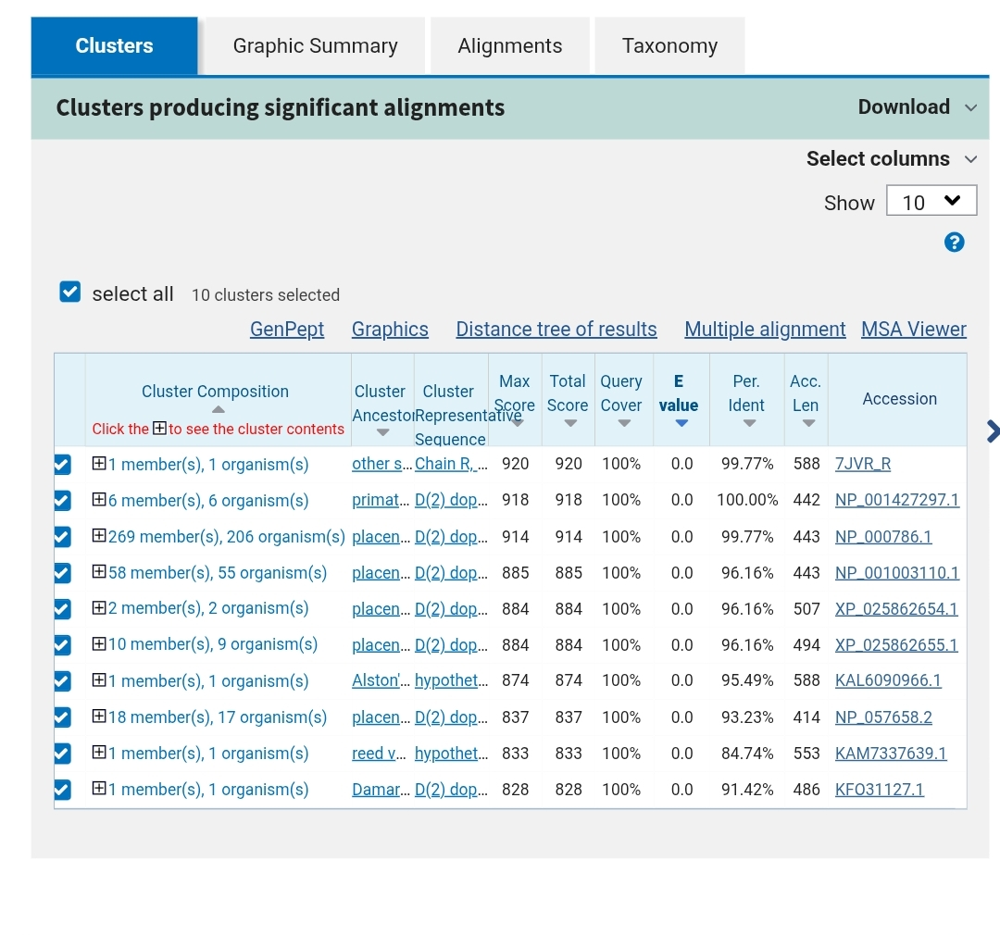 Clusters
Graphic Summary
Alignments
Taxonomy
Clusters producing significant alignments
Download
Select columns
Show 10
?
select all 10 clusters selected
GenPept Graphics Distance tree of results Multiple alignment MSA Viewer
Cluster Composition
Click the to see the cluster contents
Cluster Ancestor
Cluster Representative Sequence
Max Score
Total Score
Query Cover
E value
Per. Ident
Acc. Len
Accession
1 member(s), 1 organism(s) other s... Chain R, ... 920 920 100% 0.0 99.77% 588 7JVR_R
6 member(s), 6 organism(s) primat... D(2) dop... 918 918 100% 0.0 100.00% 442 NP_001427297.1
269 member(s), 206 organism(s) placen... D(2) dop... 914 914 100% 0.0 99.77% 443 NP_000786.1
58 member(s), 55 organism(s) placen... D(2) dop... 885 885 100% 0.0 96.16% 443 NP_001003110.1
2 member(s), 2 organism(s) placen... D(2) dop... 884 884 100% 0.0 96.16% 507 XP_025862654.1
10 member(s), 9 organism(s) placen... D(2) dop... 884 884 100% 0.0 96.16% 494 XP_025862655.1
1 member(s), 1 organism(s) Alston'... hypothet... 874 874 100% 0.0 95.49% 588 KAL6090966.1
18 member(s), 17 organism(s) placen... D(2) dop... 837 837 100% 0.0 93.23% 414 NP_057658.2
1 member(s), 1 organism(s) reed v... hypothet... 833 833 100% 0.0 84.74% 553 KAM7337639.1
1 member(s), 1 organism(s) Damar... D(2) dop... 828 828 100% 0.0 91.42% 486 KFO31127.1